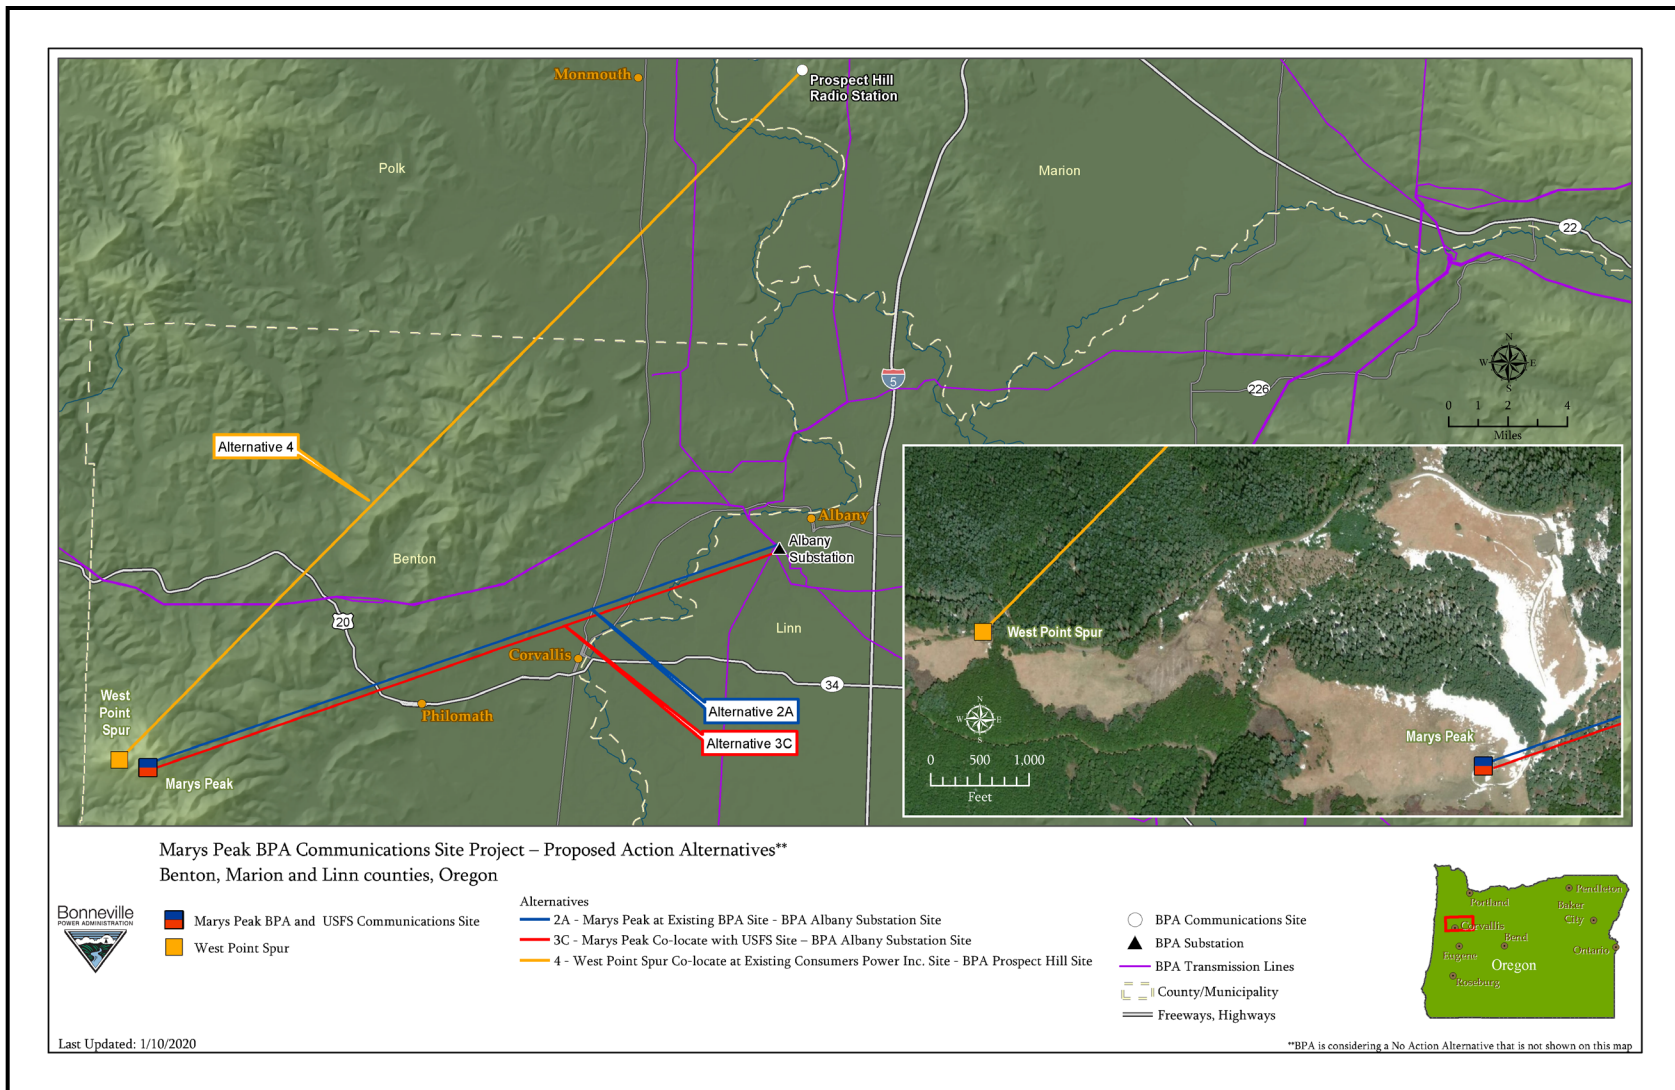 Monmouth
Prospect Hill
Radio Station
Polk
Marion
22
N
W E
S
5
226
0 1 2 4
Miles
Alternative 4
Albany
Albany
Substation
Benton
20
Linn
Corvallis
34
Philomath
Alternative 2A
Alternative 3C
West
Point
Spur
Marys Peak
West Point Spur
N
W E
S
0 500 1,000
Feet
Marys Peak
Marys Peak BPA Communications Site Project – Proposed Action Alternatives**
Benton, Marion and Linn counties, Oregon
Bonneville
POWER ADMINISTRATION
Marys Peak BPA and USFS Communications Site
West Point Spur
Alternatives
2A - Marys Peak at Existing BPA Site - BPA Albany Substation Site
3C - Marys Peak Co-locate with USFS Site – BPA Albany Substation Site
4 - West Point Spur Co-locate at Existing Consumers Power Inc. Site - BPA Prospect Hill Site
BPA Communications Site
BPA Substation
BPA Transmission Lines
County/Municipality
Freeways, Highways
Pendleton
Portland
Baker
City
Corvallis
Bend
Eugene
Ontario
Oregon
Roseburg
Last Updated: 1/10/2020
**BPA is considering a No Action Alternative that is not shown on this map